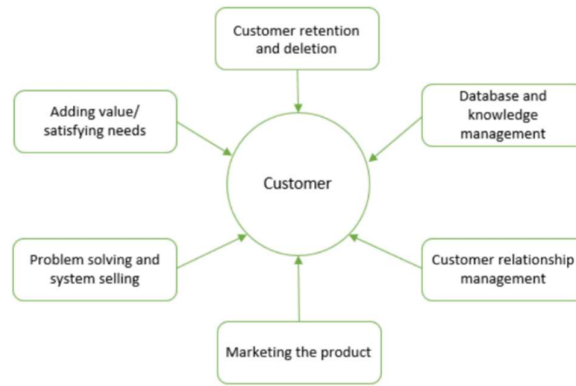 Customer retention
and deletion
Adding value/
satisfying needs
Database and
knowledge
management
Customer
Problem solving and
system selling
Customer relationship
management
Marketing the product